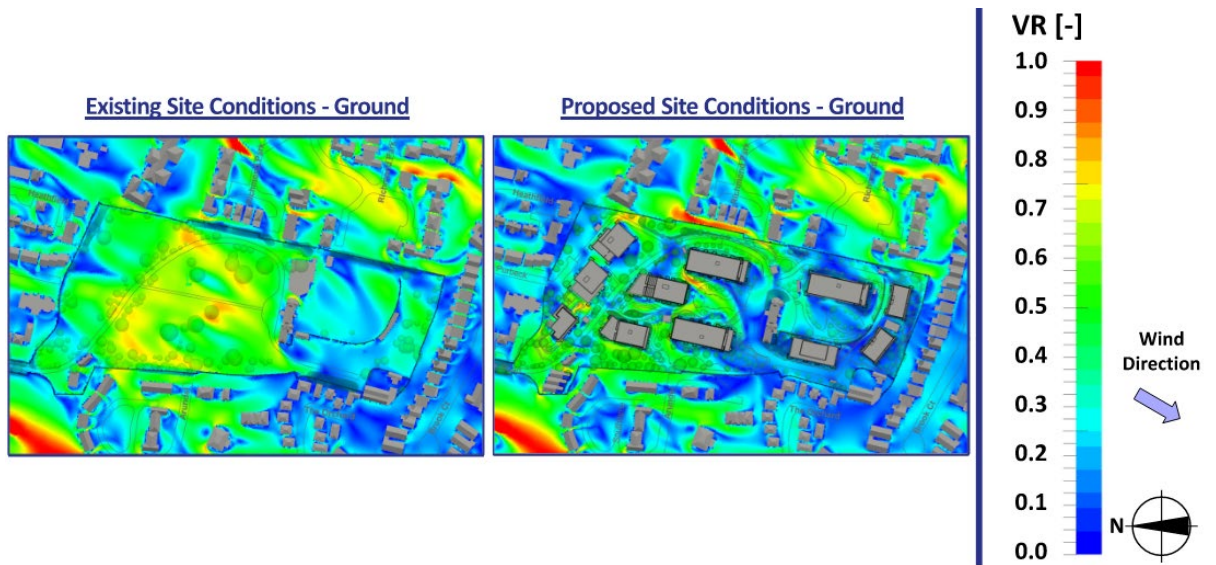 Existing Site Conditions - Ground
Proposed Site Conditions - Ground
VR [-]
1.0
0.9
0.8
0.7
0.6
0.5
0.4
0.3
0.2
0.1
0.0
Wind
Direction
N